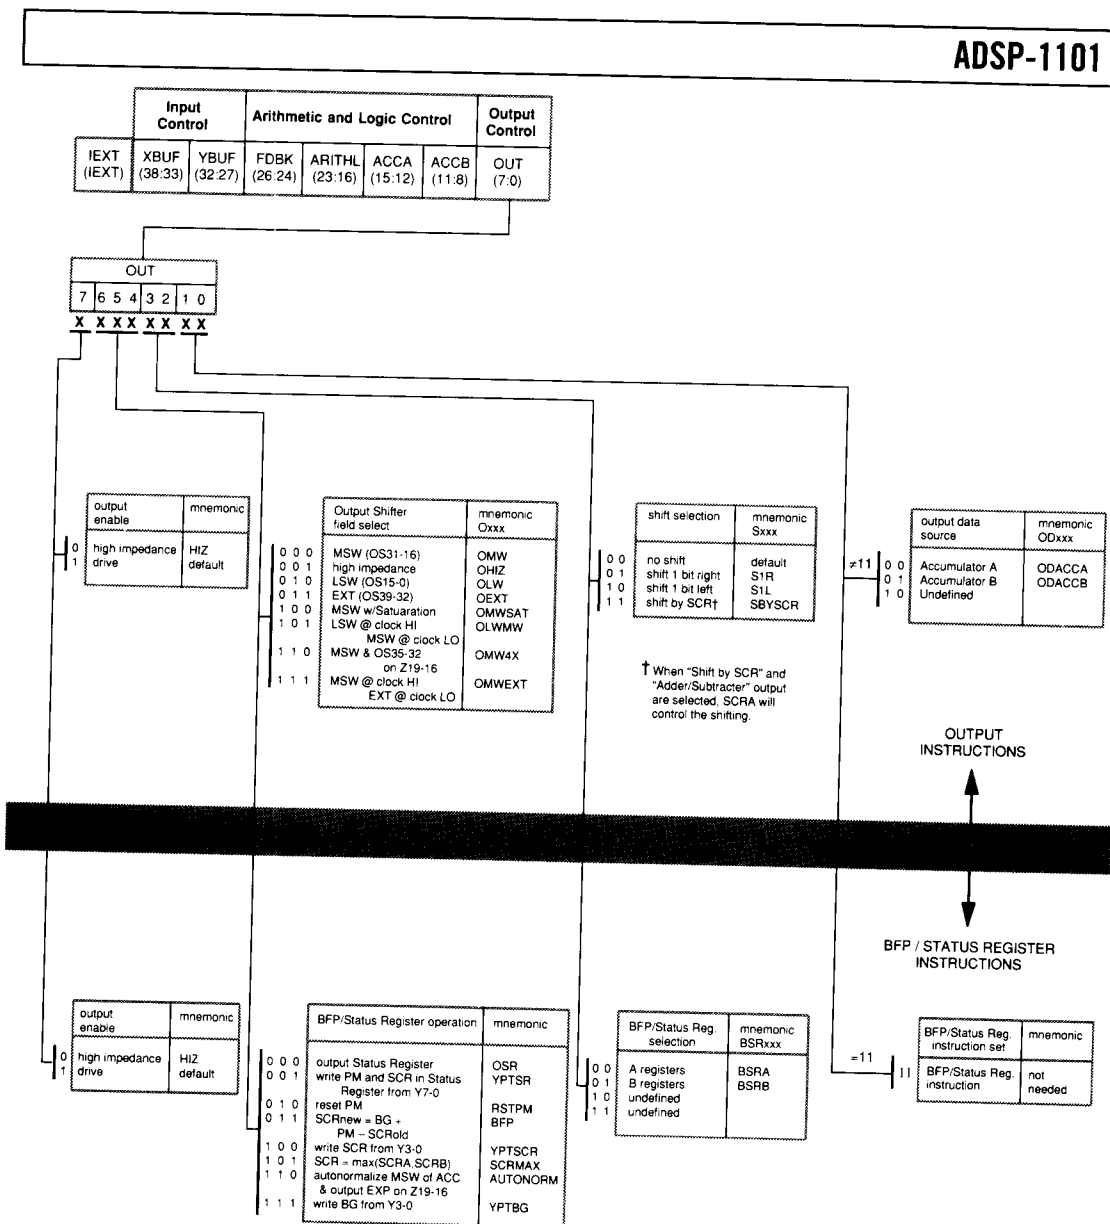 ADSP-1101
Input Control
Arithmetic and Logic Control
Output Control
IEXT (IEXT)
XBUF (38:33)
YBUF (32:27)
FDBK (26:24)
ARITHL (23:16)
ACCA (15:12)
ACCB (11:8)
OUT (7:0)
OUT
7 6 5 4 3 2 1 0
X X X X X X X X
output enable mnemonic
0 high impedance HIZ
1 drive default
Output Shifter field select mnemonic Oxxx
0 0 0 MSW (OS31-16) OMW
0 0 1 high impedance OHIZ
0 1 0 LSW (OS15-0) OLW
0 1 1 EXT (OS39-32) OEXT
1 0 0 MSW w/Satuaration OMWSAT
1 0 1 LSW @ clock HI OLWMW
MSW @ clock LO
1 1 0 MSW & OS35-32 OMW4X
on Z19-16
1 1 1 MSW @ clock HI OMWEXT
EXT @ clock LO
shift selection mnemonic Sxxx
0 0 no shift default
0 1 shift 1 bit right S1R
1 0 shift 1 bit left S1L
1 1 shift by SCR† SBYSCR
† When "Shift by SCR" and
"Adder/Subtracter" output
are selected, SCRA will
control the shifting.
≠11
output data source mnemonic ODxxx
0 0 Accumulator A ODACCA
0 1 Accumulator B ODACCB
1 0 Undefined
OUTPUT
INSTRUCTIONS
BFP / STATUS REGISTER
INSTRUCTIONS
output enable mnemonic
0 high impedance HIZ
1 drive default
BFP/Status Register operation mnemonic
0 0 0 output Status Register OSR
0 0 1 write PM and SCR in Status YPTSR
Register from Y7-0
0 1 0 reset PM RSTPM
0 1 1 SCRnew = BG + BFP
PM – SCRold
1 0 0 write SCR from Y3-0 YPTSCR
1 0 1 SCR = max(SCRA,SCRB) SCRMAX
1 1 0 autonormalize MSW of ACC AUTONORM
& output EXP on Z19-16
1 1 1 write BG from Y3-0 YPTBG
BFP/Status Reg. selection mnemonic BSRxxx
0 0 A registers BSRA
0 1 B registers BSRB
1 0 undefined
1 1 undefined
=11
BFP/Status Reg. instruction set mnemonic
11 BFP/Status Reg. instruction not needed